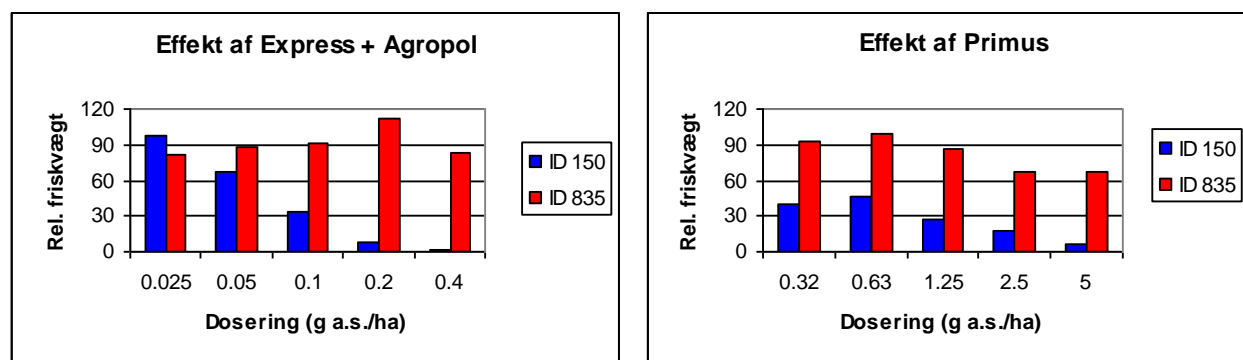 Effekt af Express + Agropol
Rel. friskvægt
120
90
60
30
0
0.025 0.05 0.1 0.2 0.4
Dosering (g a.s./ha)
ID 150
ID 835
Effekt af Primus
Rel. friskvægt
120
90
60
30
0
0.32 0.63 1.25 2.5 5
Dosering (g a.s./ha)
ID 150
ID 835